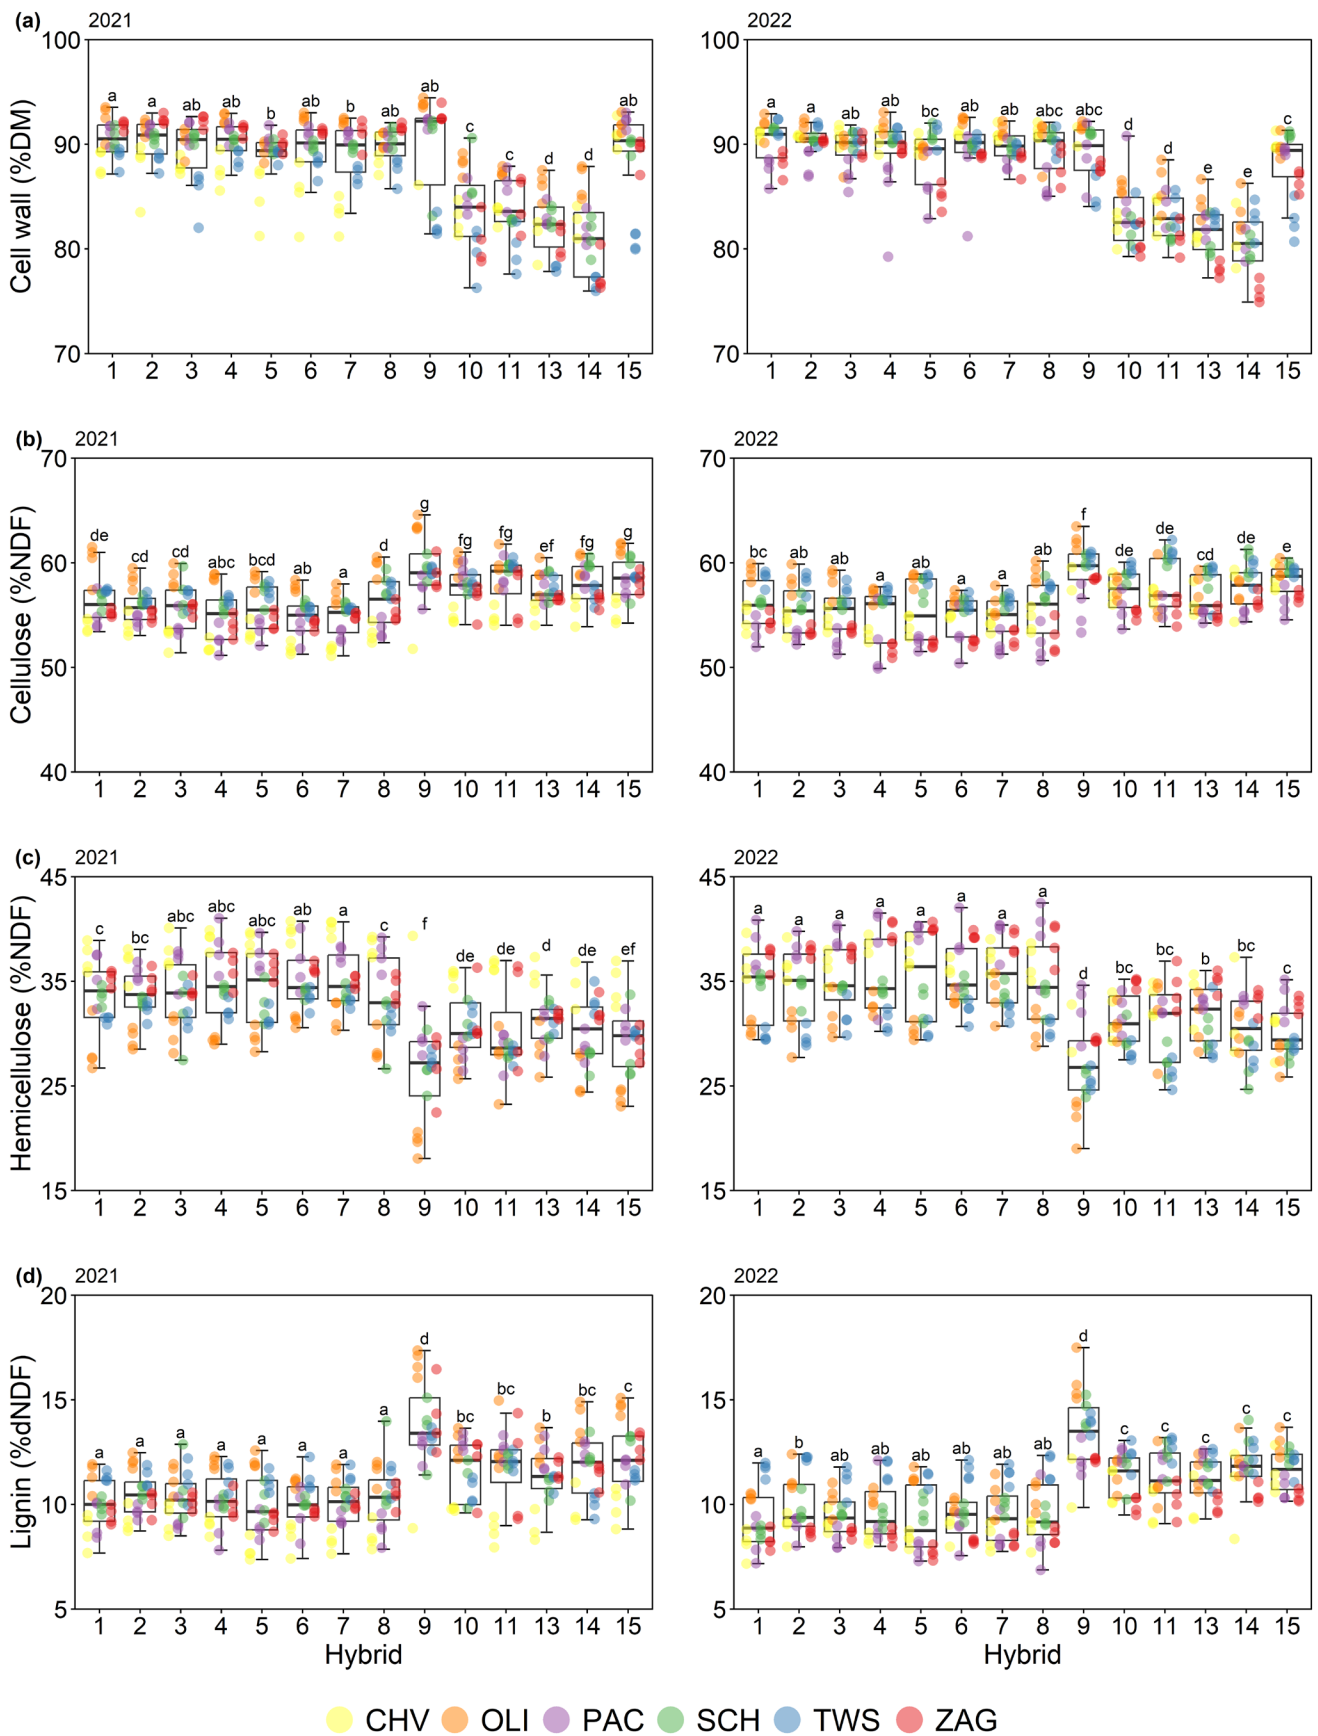 (a) 2021 2022
Cell wall (%DM)
100 100
a a ab ab b ab b ab ab c c d d ab
a a ab ab bc ab ab abc abc d d e e c
90 90
80 80
70 70
1 2 3 4 5 6 7 8 9 10 11 13 14 15
1 2 3 4 5 6 7 8 9 10 11 13 14 15
(b) 2021 2022
Cellulose (%NDF)
70 70
de cd cd abc bcd ab a d g fg fg ef fg g
bc ab ab a ab a a ab f de de cd de e
60 60
50 50
40 40
1 2 3 4 5 6 7 8 9 10 11 13 14 15
1 2 3 4 5 6 7 8 9 10 11 13 14 15
(c) 2021 2022
Hemicellulose (%NDF)
45 45
c bc abc abc abc ab a c f de de d de ef
a a a a a a a a d bc bc b bc c
35 35
25 25
15 15
1 2 3 4 5 6 7 8 9 10 11 13 14 15
1 2 3 4 5 6 7 8 9 10 11 13 14 15
(d) 2021 2022
Lignin (%dNDF)
20 20
a a a a a a a a d bc bc b bc c
a b ab ab ab ab ab ab d c c c c c
15 15
10 10
5 5
1 2 3 4 5 6 7 8 9 10 11 13 14 15
1 2 3 4 5 6 7 8 9 10 11 13 14 15
Hybrid Hybrid
CHV OLI PAC SCH TWS ZAG